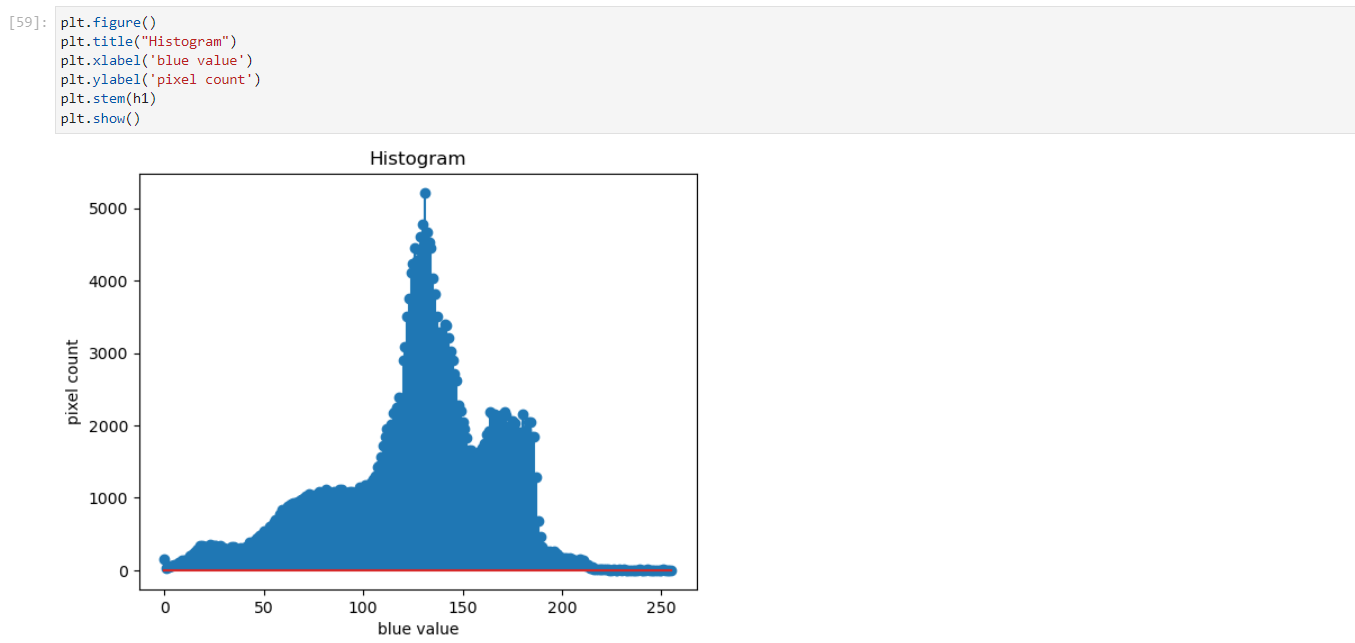 [59]: plt.figure()
plt.title("Histogram")
plt.xlabel('blue value')
plt.ylabel('pixel count')
plt.stem(h1)
plt.show()
Histogram
pixel count
5000
4000
3000
2000
1000
0
0 50 100 150 200 250
blue value